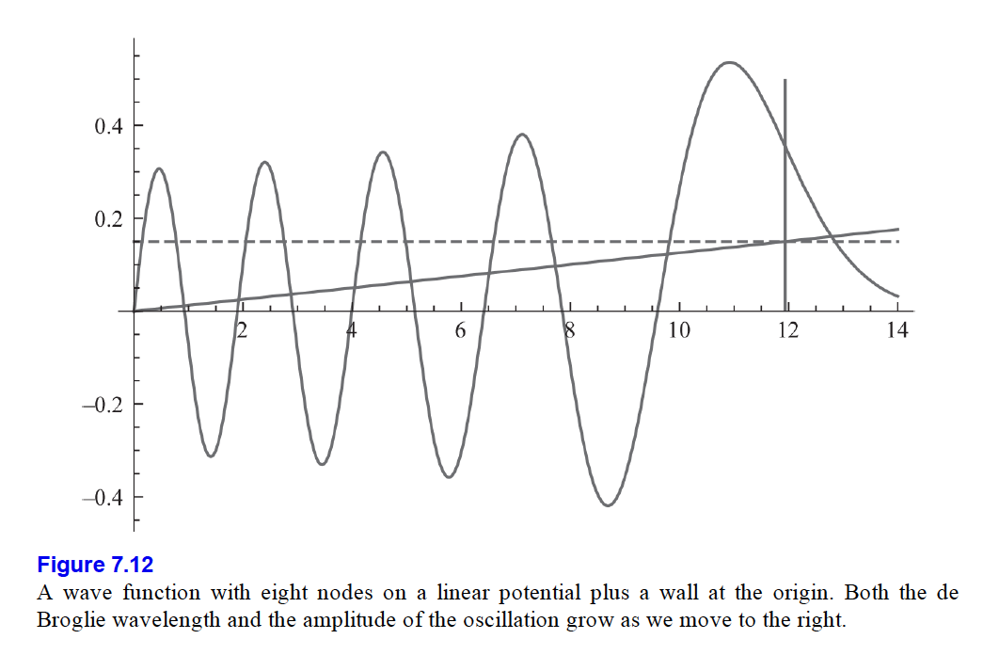 0.4
0.2
−0.2
−0.4
2 4 6 8 10 12 14
Figure 7.12
A wave function with eight nodes on a linear potential plus a wall at the origin. Both the de
Broglie wavelength and the amplitude of the oscillation grow as we move to the right.